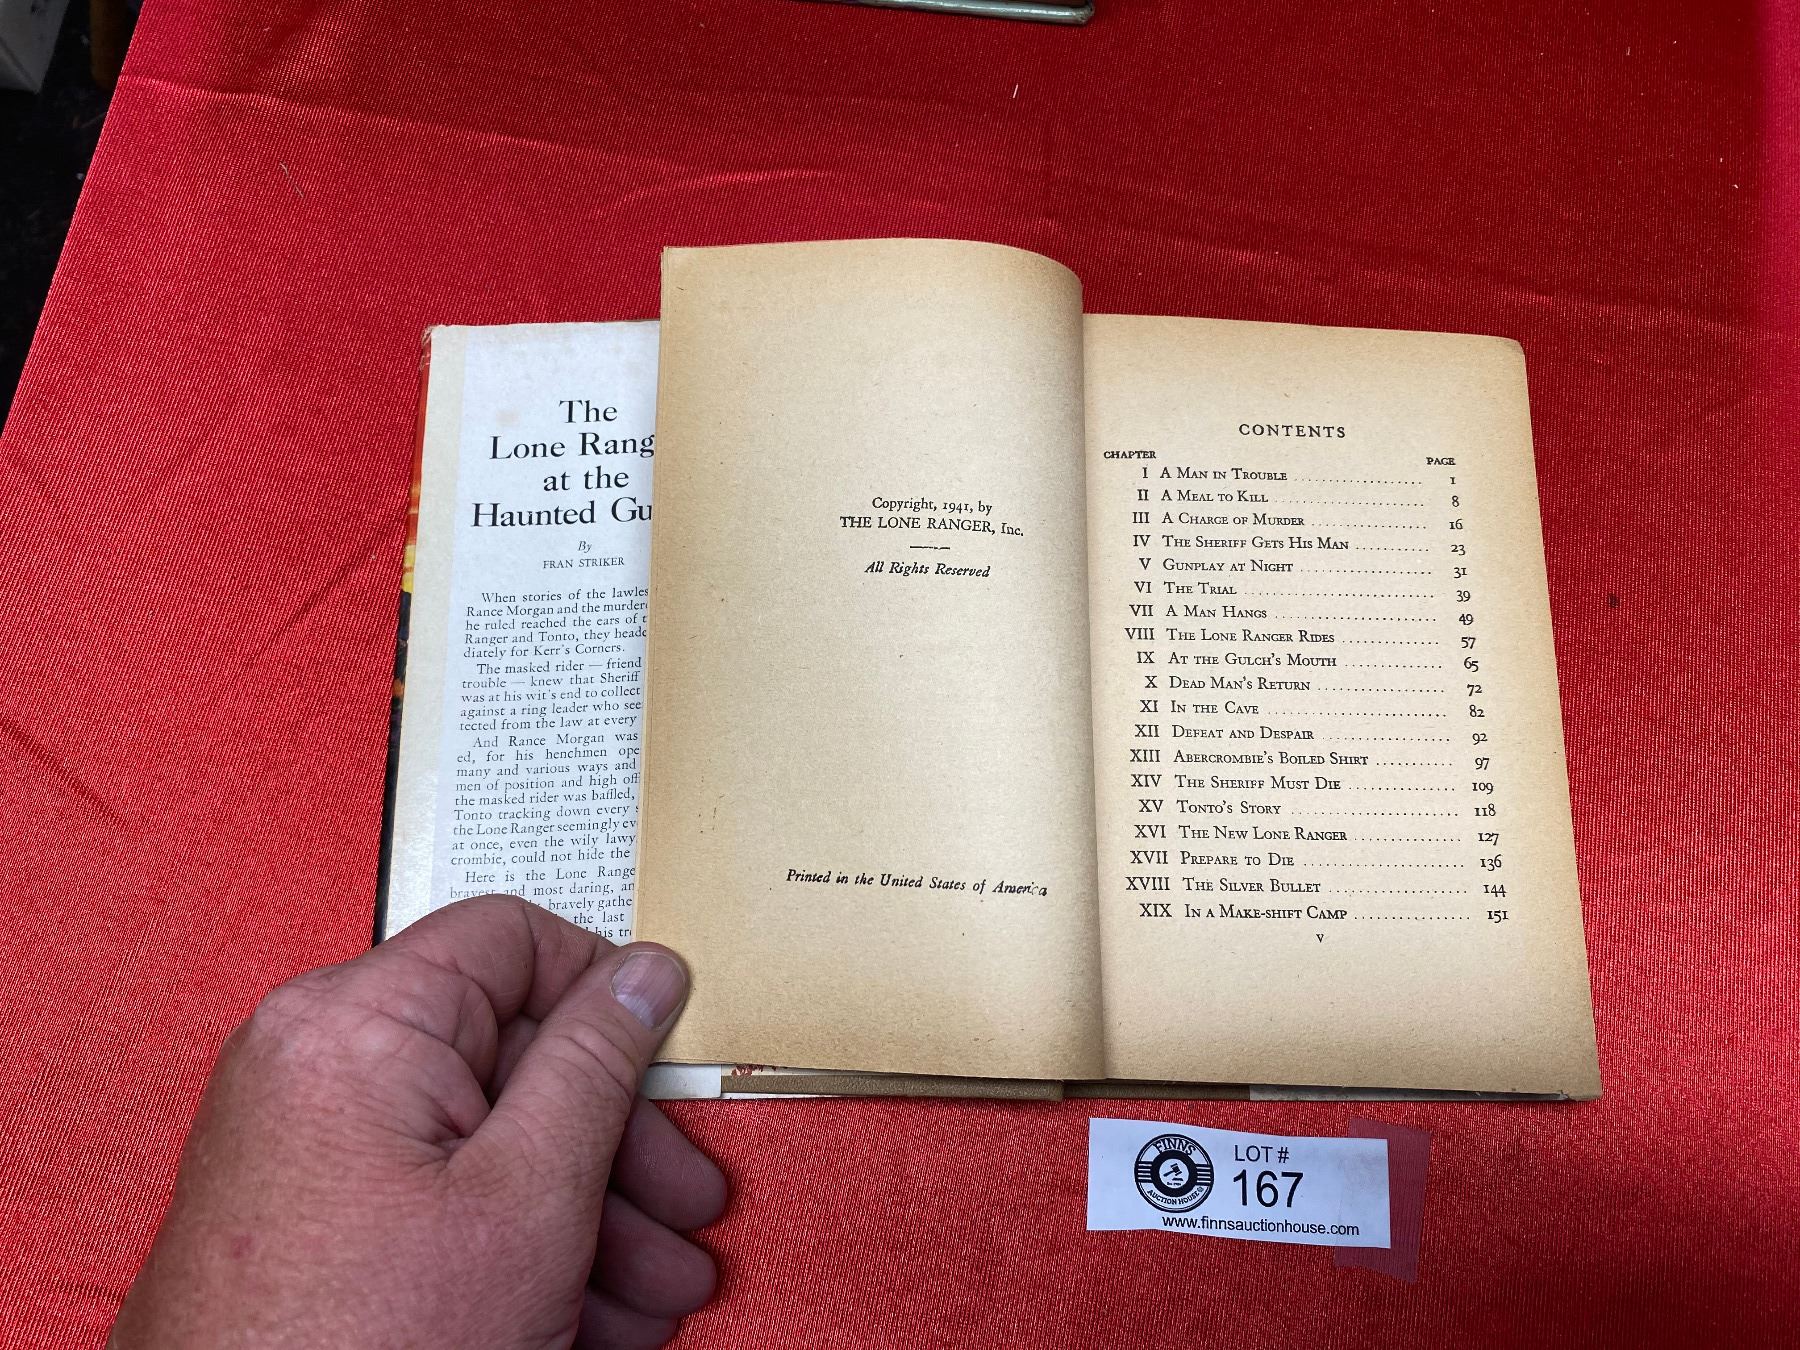 The
Lone Rang
at the
Haunted Gu
By
FRAN STRIKER
When stories of the lawles
Rance Morgan and the murder
he ruled reached the ears of t
Ranger and Tonto, they head
diately for Kerr's Corners.
The masked rider — friend
trouble — knew that Sheriff
was at his wit's end to collect
against a ring leader who see
tected from the law at every
And Rance Morgan was
ed, for his henchmen ope
many and various ways and
men of position and high off
the masked rider was baffled,
Tonto tracking down every s
the Lone Ranger seemingly ev
at once, even the wily lawy
crombie, could not hide the
Here is the Lone Range
bravest and most daring, an
bravely gathe
the last
his tr
Copyright, 1941, by
THE LONE RANGER, Inc.
All Rights Reserved
Printed in the United States of America
CONTENTS
CHAPTER PAGE
I A Man in Trouble .................... 1
II A Meal to Kill .................... 8
III A Charge of Murder .................... 16
IV The Sheriff Gets His Man .................... 23
V Gunplay at Night .................... 31
VI The Trial .................... 39
VII A Man Hangs .................... 49
VIII The Lone Ranger Rides .................... 57
IX At the Gulch's Mouth .................... 65
X Dead Man's Return .................... 72
XI In the Cave .................... 82
XII Defeat and Despair .................... 92
XIII Abercrombie's Boiled Shirt .................... 97
XIV The Sheriff Must Die .................... 109
XV Tonto's Story .................... 118
XVI The New Lone Ranger .................... 127
XVII Prepare to Die .................... 136
XVIII The Silver Bullet .................... 144
XIX In a Make-shift Camp .................... 151
v
FINNS
AUCTION HOUSE
LOT #
167
www.finnsauctionhouse.com